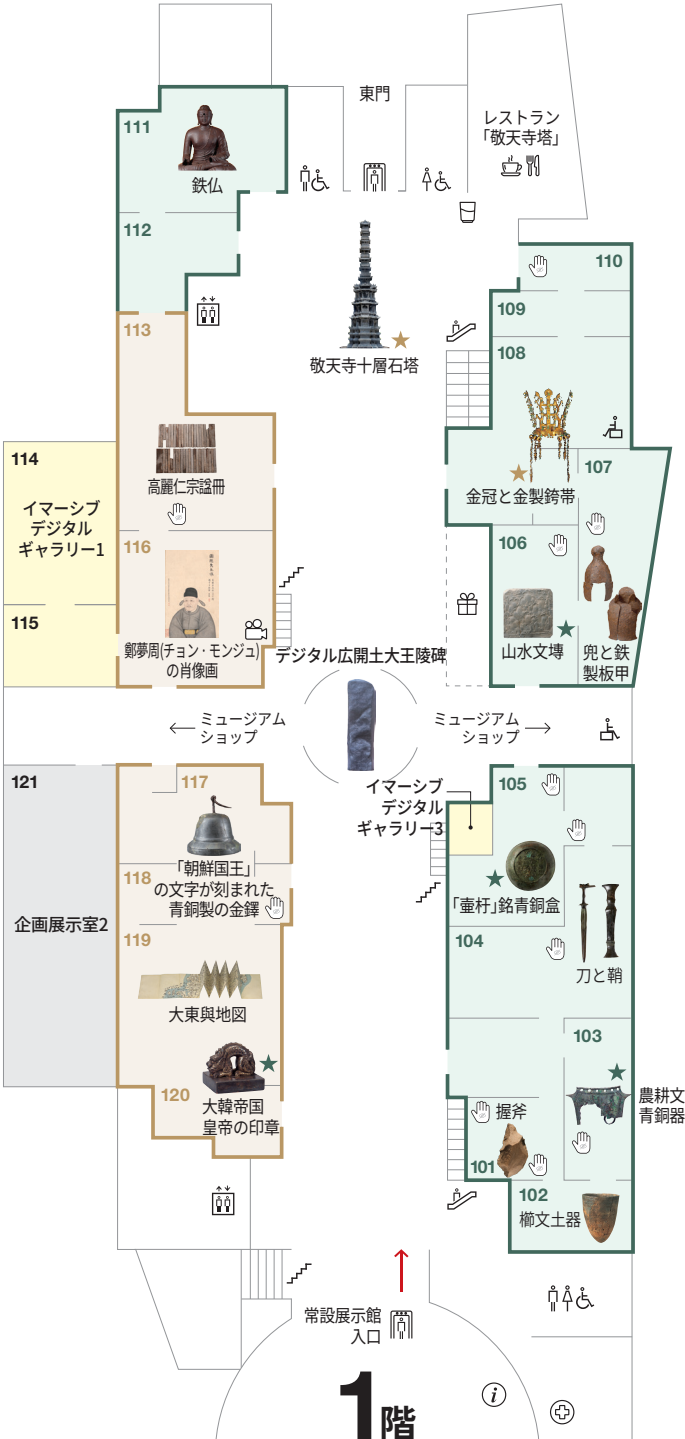 東門
レストラン
「敬天寺塔」
111
鉄仏
112
110
109
108
敬天寺十層石塔
113
高麗仁宗諡冊
金冠と金製銙帯
107
114
イマーシブ
デジタル
ギャラリー1
116
106
115
鄭夢周(チョン・モンジュ)
の肖像画
山水文塼
兜と鉄
製板甲
デジタル広開土大王陵碑
ミュージアム
ショップ
ミュージアム
ショップ
121
117
イマーシブ
デジタル
ギャラリー3
105
「朝鮮国王」
の文字が刻まれた
青銅製の金鐸
118
「壷杅」銘青銅盒
企画展示室2
119
104
刀と鞘
大東輿地図
103
120
大韓帝国
皇帝の印章
農耕文
青銅器
握斧
101
102
櫛文土器
常設展示館
入口
i
1階